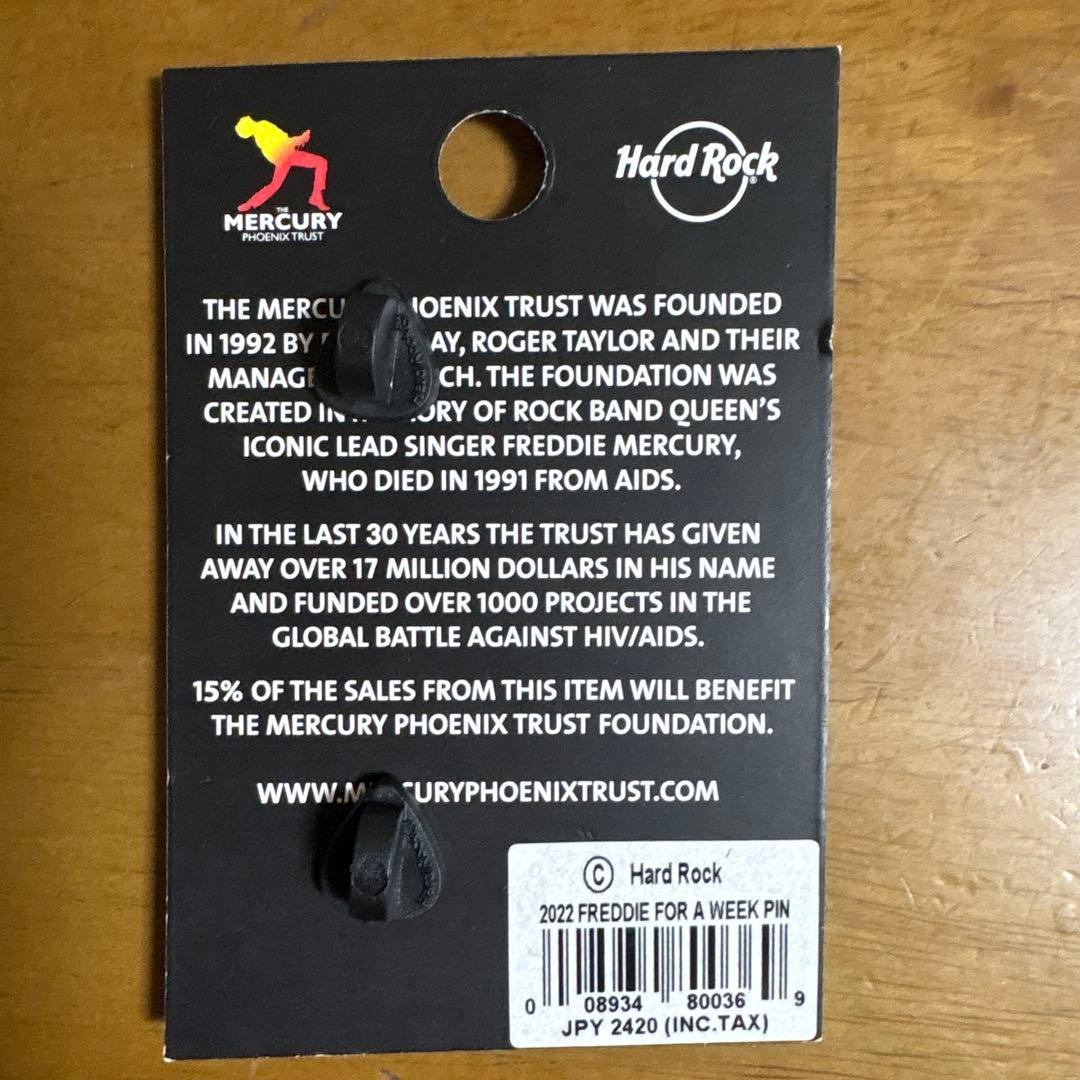 THE
MERCURY
PHOENIX TRUST
Hard Rock
THE MERCU HOENIX TRUST WAS FOUNDED
IN 1992 BY AY, ROGER TAYLOR AND THEIR
MANAGE CH. THE FOUNDATION WAS
CREATED IN ORY OF ROCK BAND QUEEN'S
ICONIC LEAD SINGER FREDDIE MERCURY,
WHO DIED IN 1991 FROM AIDS.
IN THE LAST 30 YEARS THE TRUST HAS GIVEN
AWAY OVER 17 MILLION DOLLARS IN HIS NAME
AND FUNDED OVER 1000 PROJECTS IN THE
GLOBAL BATTLE AGAINST HIV/AIDS.
15% OF THE SALES FROM THIS ITEM WILL BENEFIT
THE MERCURY PHOENIX TRUST FOUNDATION.
WWW.M CURYPHOENIXTRUST.COM
© Hard Rock
2022 FREDDIE FOR A WEEK PIN
0 08934 80036 9
JPY 2420 (INC.TAX)